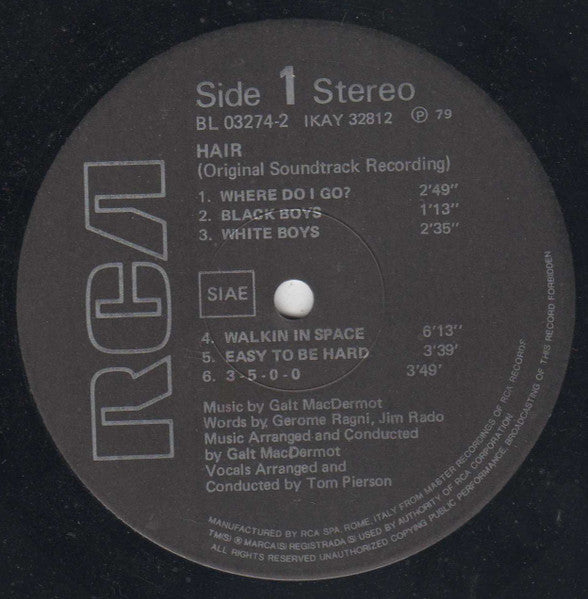 RCA
Side 1 Stereo
BL 03274-2 IKAY 32812 ℗ 79
HAIR
(Original Soundtrack Recording)
1. WHERE DO I GO? 2'49''
2. BLACK BOYS 1'13''
3. WHITE BOYS 2'35''
SIAE
4. WALKIN IN SPACE 6'13''
5. EASY TO BE HARD 3'39'
6. 3-5-0-0 3'49'
Music by Galt MacDermot
Words by Gerome Ragni, Jim Rado
Music Arranged and Conducted
by Galt MacDermot
Vocals Arranged and
Conducted by Tom Pierson
MANUFACTURED BY RCA SPA, ROME, ITALY FROM MASTER RECORDINGS OF RCA RECORDS
TM(S) ® MARCA(S) REGISTRADA(S) USED BY AUTHORITY OF RCA CORPORATION
ALL RIGHTS RESERVED UNAUTHORIZED COPYING PUBLIC PERFORMANCE, BROADCASTING OF THIS RECORD FORBIDDEN